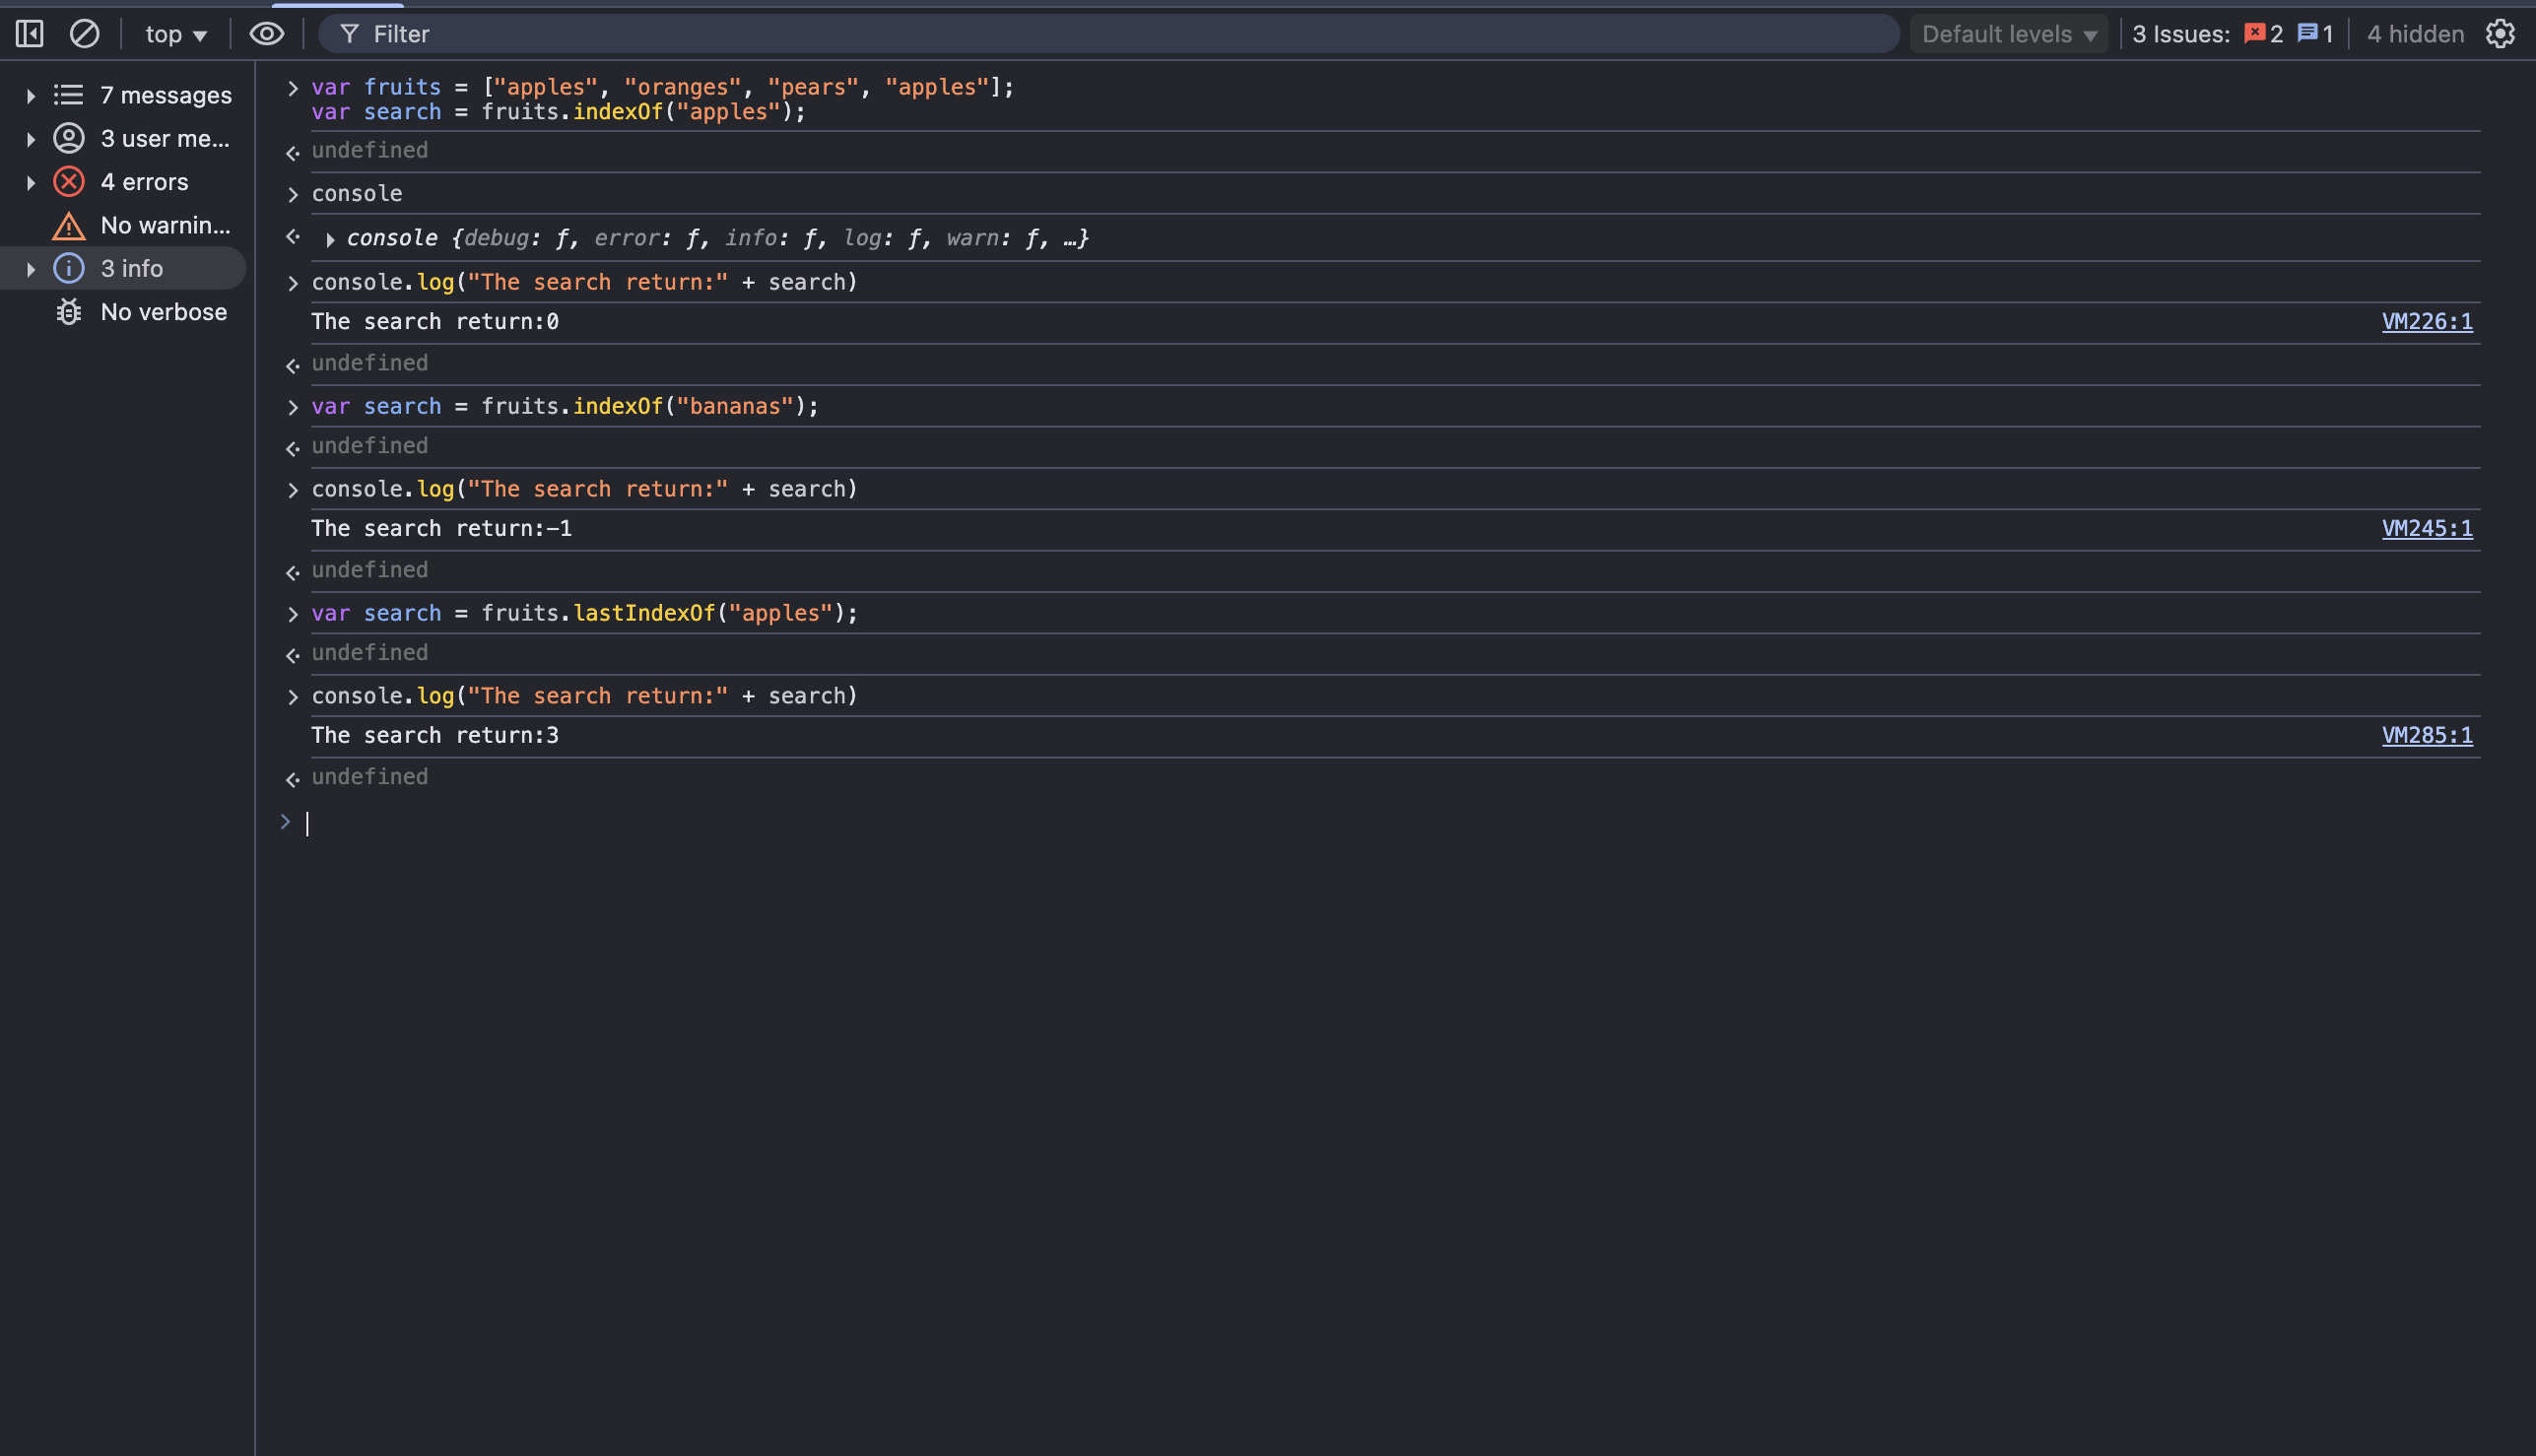 top ▼ Filter Default levels ▼ 3 Issues: 2 1 4 hidden
7 messages
3 user me...
4 errors
No warnin...
3 info
No verbose
> var fruits = ["apples", "oranges", "pears", "apples"];
var search = fruits.indexOf("apples");
undefined
> console
console {debug: ƒ, error: ƒ, info: ƒ, log: ƒ, warn: ƒ, …}
> console.log("The search return:" + search)
The search return:0 VM226:1
undefined
> var search = fruits.indexOf("bananas");
undefined
> console.log("The search return:" + search)
The search return:-1 VM245:1
undefined
> var search = fruits.lastIndexOf("apples");
undefined
> console.log("The search return:" + search)
The search return:3 VM285:1
undefined
>